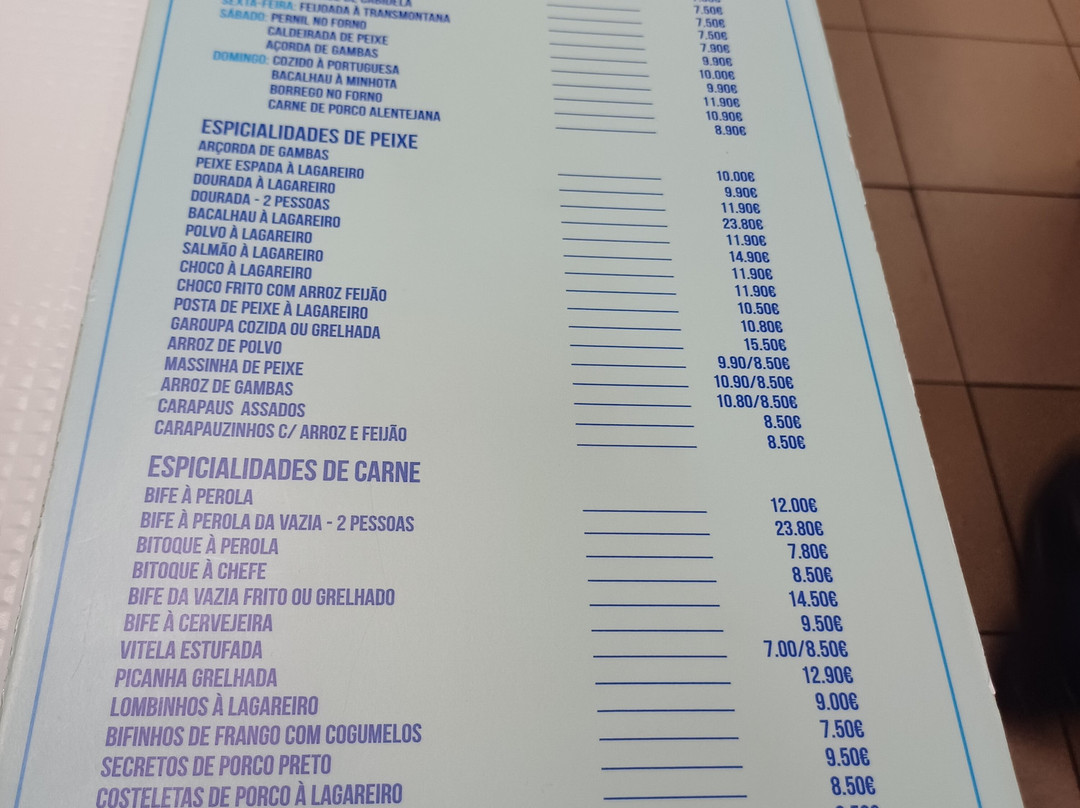 7.50€
DE CABIDELA 7.50€
SEXTA-FEIRA: FEIJOADA À TRANSMONTANA 7.50€
SÁBADO: PERNIL NO FORNO 7.90€
CALDEIRADA DE PEIXE 9.90€
AÇORDA DE GAMBAS 10.00€
DOMINGO: COZIDO À PORTUGUESA 9.90€
BACALHAU À MINHOTA 11.90€
BORREGO NO FORNO 10.90€
CARNE DE PORCO ALENTEJANA 8.90€
ESPICIALIDADES DE PEIXE
ARÇORDA DE GAMBAS 10.00€
PEIXE ESPADA À LAGAREIRO 9.90€
DOURADA À LAGAREIRO 11.90€
DOURADA - 2 PESSOAS 23.80€
BACALHAU À LAGAREIRO 11.90€
POLVO À LAGAREIRO 14.90€
SALMÃO À LAGAREIRO 11.90€
CHOCO À LAGAREIRO 11.90€
CHOCO FRITO COM ARROZ FEIJÃO 10.50€
POSTA DE PEIXE À LAGAREIRO 10.80€
GAROUPA COZIDA OU GRELHADA 15.50€
ARROZ DE POLVO 9.90/8.50€
MASSINHA DE PEIXE 10.90/8.50€
ARROZ DE GAMBAS 10.80/8.50€
CARAPAUS ASSADOS 8.50€
CARAPAUZINHOS C/ ARROZ E FEIJÃO 8.50€
ESPICIALIDADES DE CARNE
BIFE À PEROLA 12.00€
BIFE À PEROLA DA VAZIA - 2 PESSOAS 23.80€
BITOQUE À PEROLA 7.80€
BITOQUE À CHEFE 8.50€
BIFE DA VAZIA FRITO OU GRELHADO 14.50€
BIFE À CERVEJEIRA 9.50€
VITELA ESTUFADA 7.00/8.50€
PICANHA GRELHADA 12.90€
LOMBINHOS À LAGAREIRO 9.00€
BIFINHOS DE FRANGO COM COGUMELOS 7.50€
SECRETOS DE PORCO PRETO 9.50€
COSTELETAS DE PORCO À LAGAREIRO 8.50€